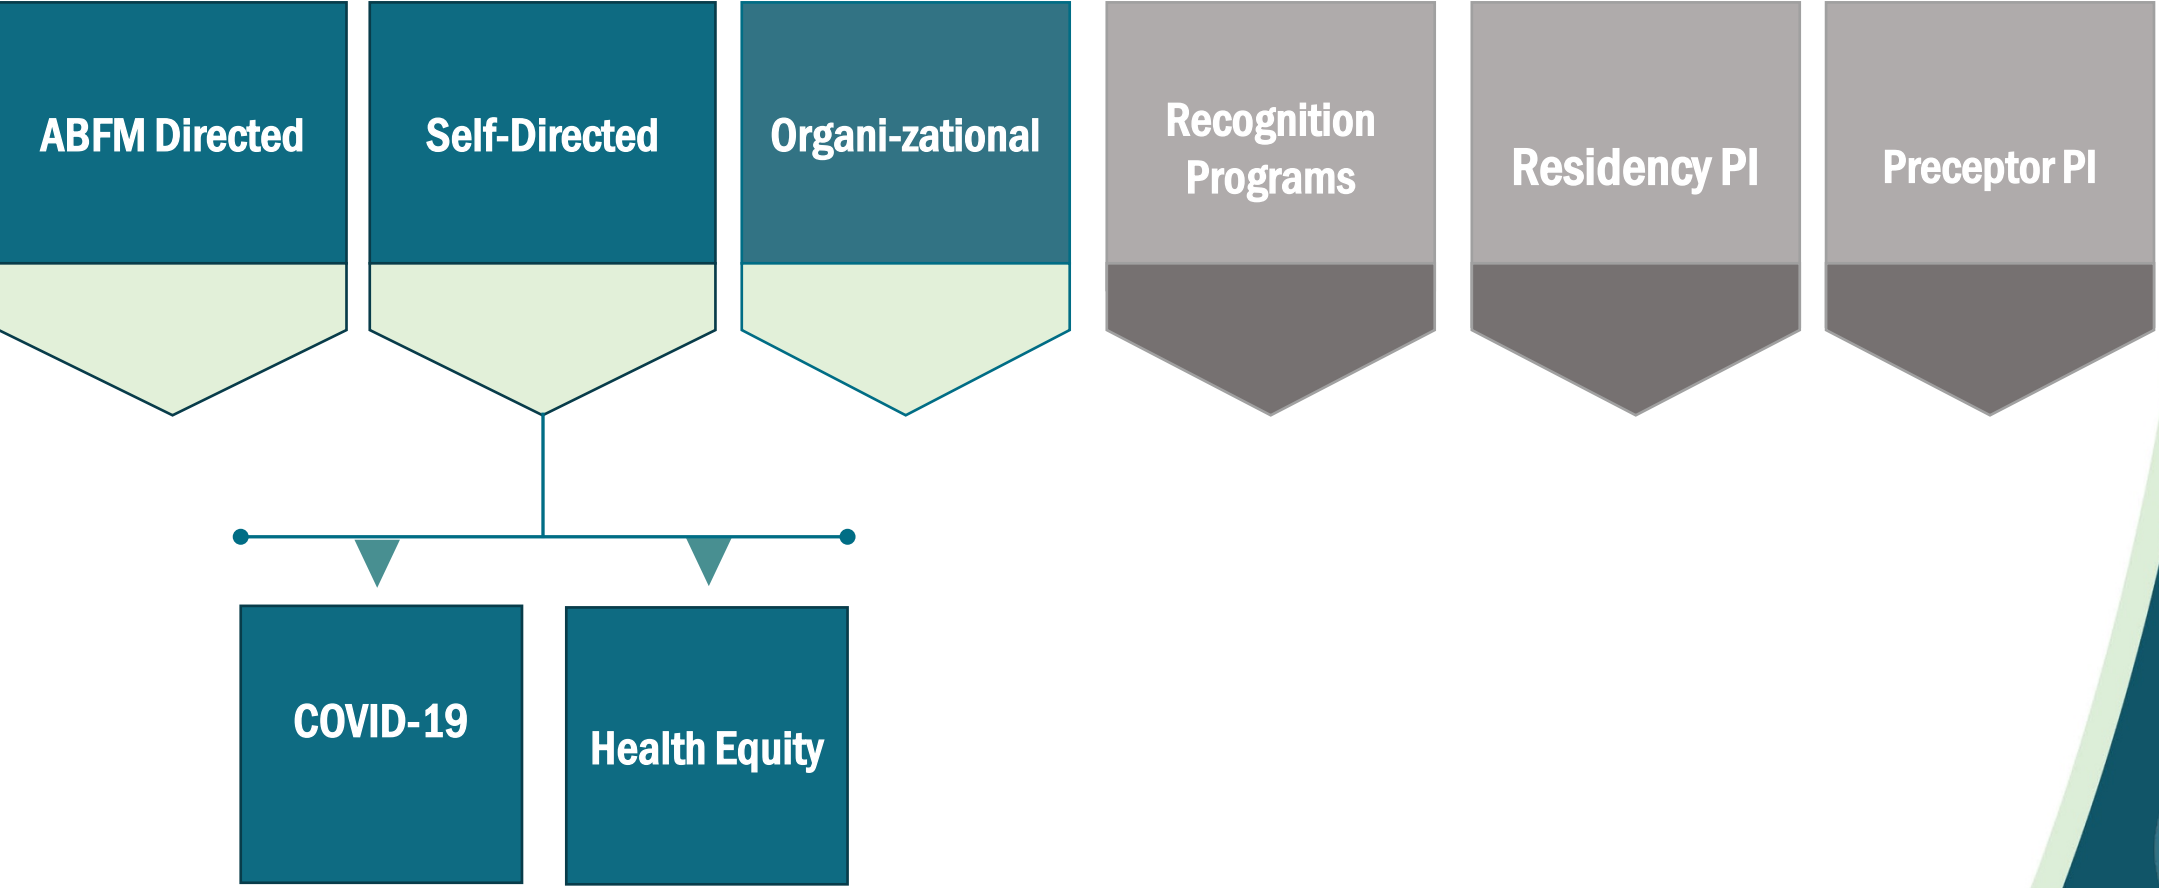 ABFM Directed
Self-Directed
Organi-zational
Recognition
Programs
Residency PI
Preceptor PI
COVID-19
Health Equity